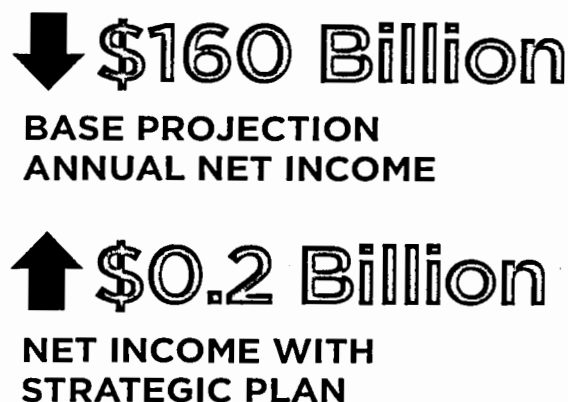 $160 Billion
BASE PROJECTION
ANNUAL NET INCOME
$0.2 Billion
NET INCOME WITH
STRATEGIC PLAN